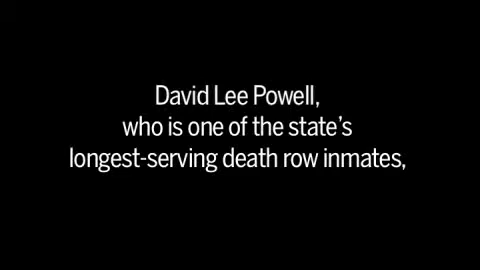 David Lee Powell,
who is one of the state’s
longest-serving death row inmates,